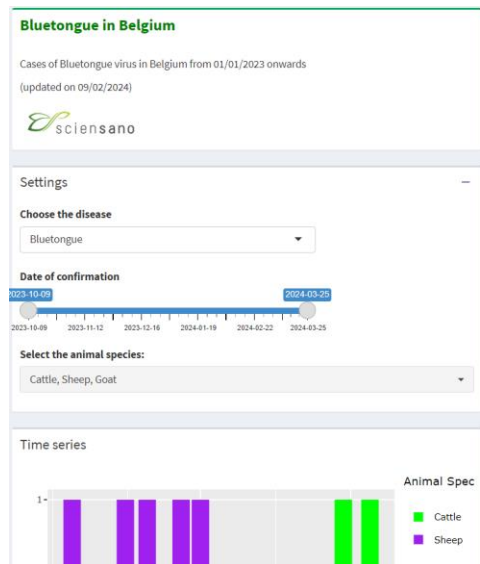 Bluetongue in Belgium
Cases of Bluetongue virus in Belgium from 01/01/2023 onwards
(updated on 09/02/2024)
sciensano
Settings
Choose the disease
Bluetongue
Date of confirmation
2023-10-09 2024-03-25
2023-10-09 2023-11-12 2023-12-16 2024-01-19 2024-02-22 2024-03-25
Select the animal species:
Cattle, Sheep, Goat
Time series
Animal Spec
1
Cattle
Sheep